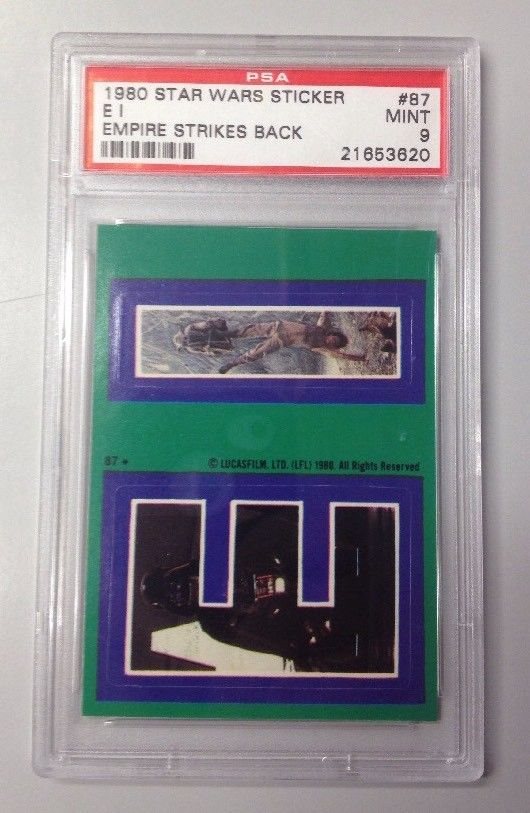 PSA
1980 STAR WARS STICKER #87
E I MINT
EMPIRE STRIKES BACK 9
21653620
I
87 *
© LUCASFILM, LTD. (LFL) 1980. All Rights Reserved
E